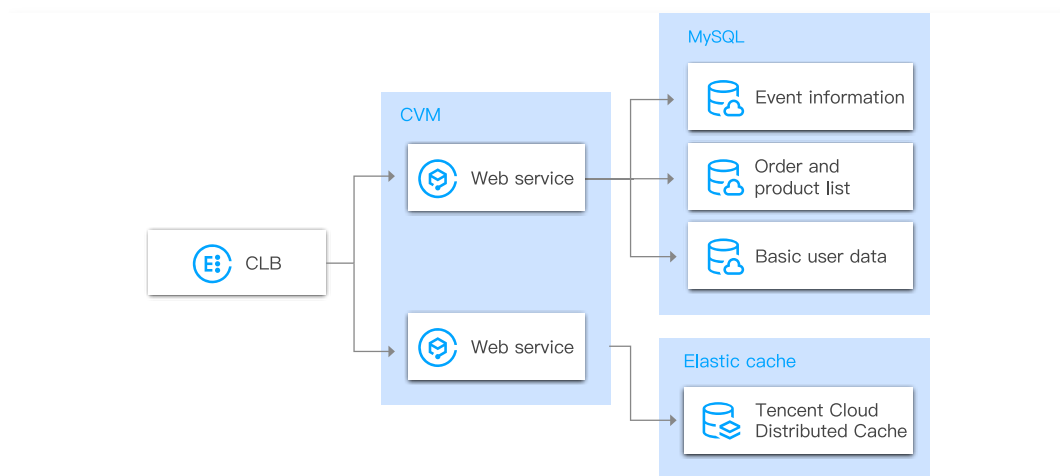 MySQL
Event information
CVM
Order and
product list
Web service
CLB
Basic user data
Web service
Elastic cache
Tencent Cloud
Distributed Cache